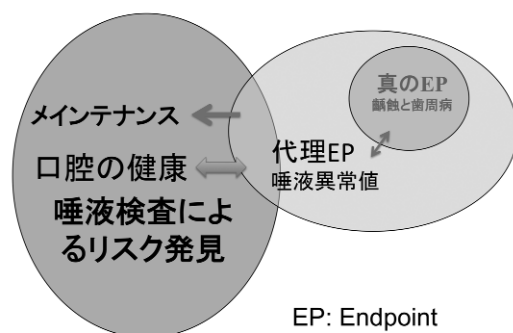 真のEP
齲蝕と歯周病
メインテナンス
代理EP
唾液異常値
口腔の健康
唾液検査によ
るリスク発見
EP: Endpoint